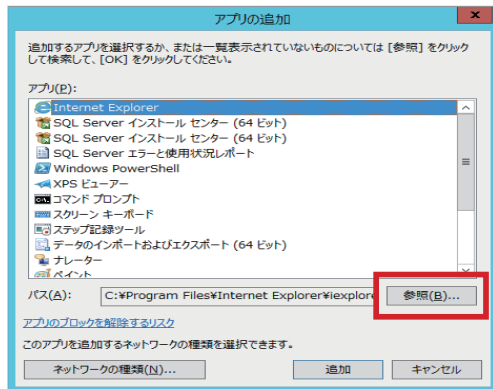 アプリの追加
追加するアプリを選択するか、または一覧表示されていないものについては [参照] をクリック
して検索して、[OK] をクリックしてください。
アプリ(P):
Internet Explorer
SQL Server インストール センター (64 ビット)
SQL Server インストール センター (64 ビット)
SQL Server エラーと使用状況レポート
Windows PowerShell
XPS ビューアー
コマンド プロンプト
スクリーン キーボード
ステップ記録ツール
データのインポートおよびエクスポート (64 ビット)
ナレーター
ペイント
パス(A): C:¥Program Files¥Internet Explorer¥iexplore 参照(B)...
アプリのブロックを解除するリスク
このアプリを追加するネットワークの種類を選択できます。
ネットワークの種類(N)... 追加 キャンセル